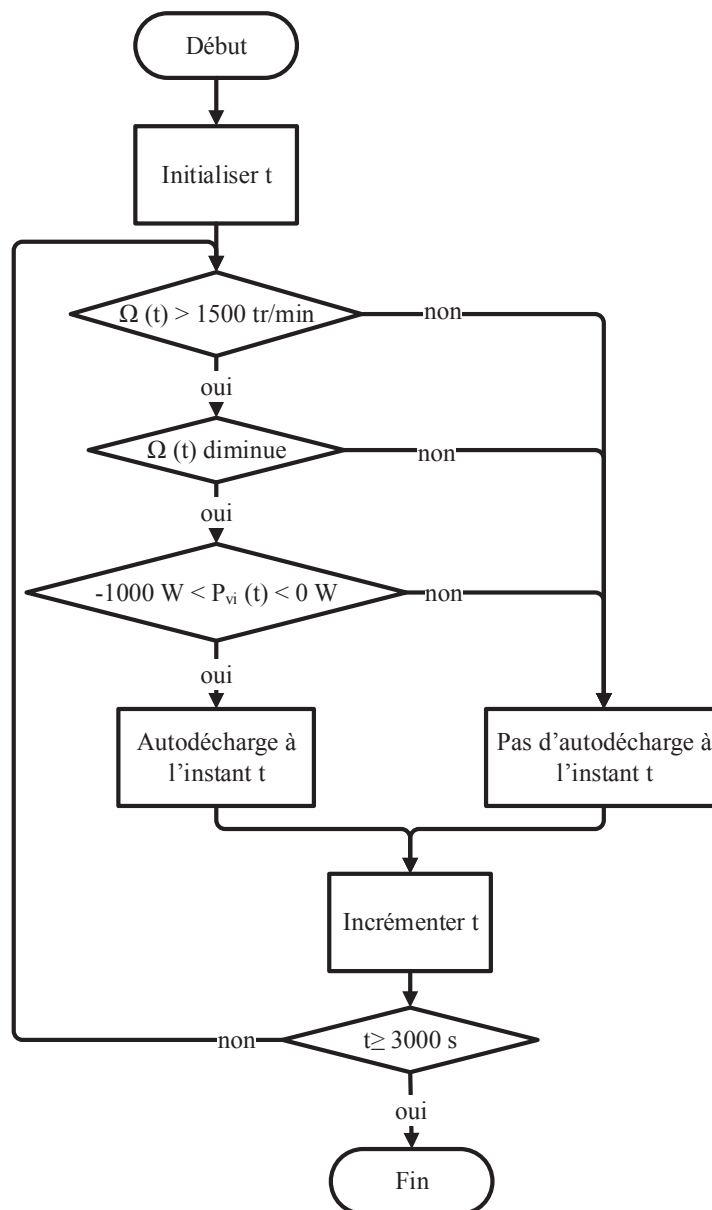 Début
Initialiser t
Ω (t) > 1500 tr/min
non
oui
Ω (t) diminue
non
oui
-1000 W < Pvi (t) < 0 W
non
oui
Autodécharge à
l’instant t
Pas d’autodécharge à
l’instant t
Incrémenter t
t≥ 3000 s
non
oui
Fin